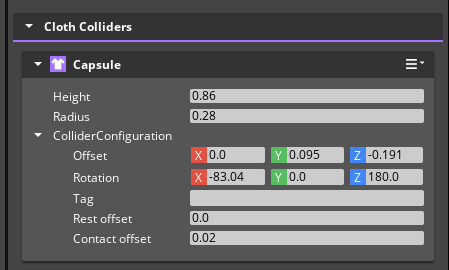 Cloth Colliders
Capsule
Height 0.86
Radius 0.28
ColliderConfiguration
Offset X 0.0 Y 0.095 Z -0.191
Rotation X -83.04 Y 0.0 Z 180.0
Tag
Rest offset 0.0
Contact offset 0.02